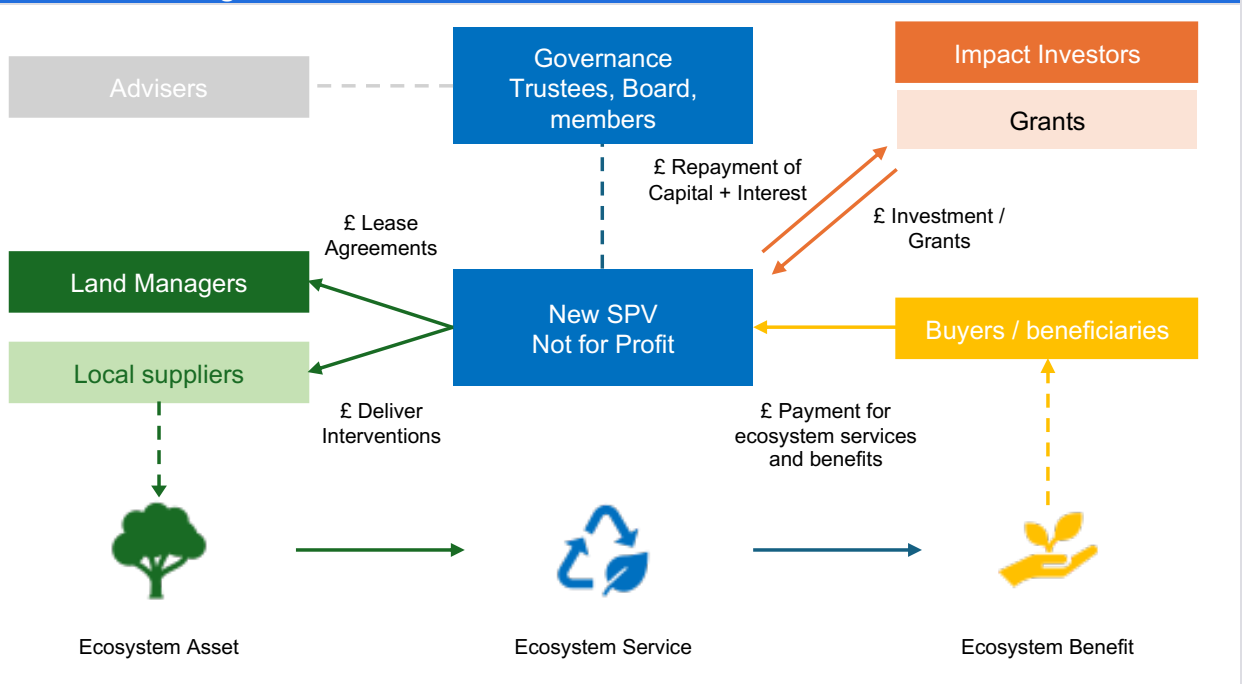 Advisers
Governance
Trustees, Board,
members
Impact Investors
Grants
£ Repayment of
Capital + Interest
£ Investment /
Grants
£ Lease
Agreements
Land Managers
Local suppliers
New SPV
Not for Profit
Buyers / beneficiaries
£ Deliver
Interventions
£ Payment for
ecosystem services
and benefits
Ecosystem Asset
Ecosystem Service
Ecosystem Benefit